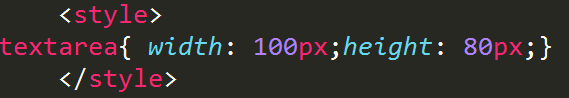 <style>
textarea{ width: 100px;height: 80px;}
</style>